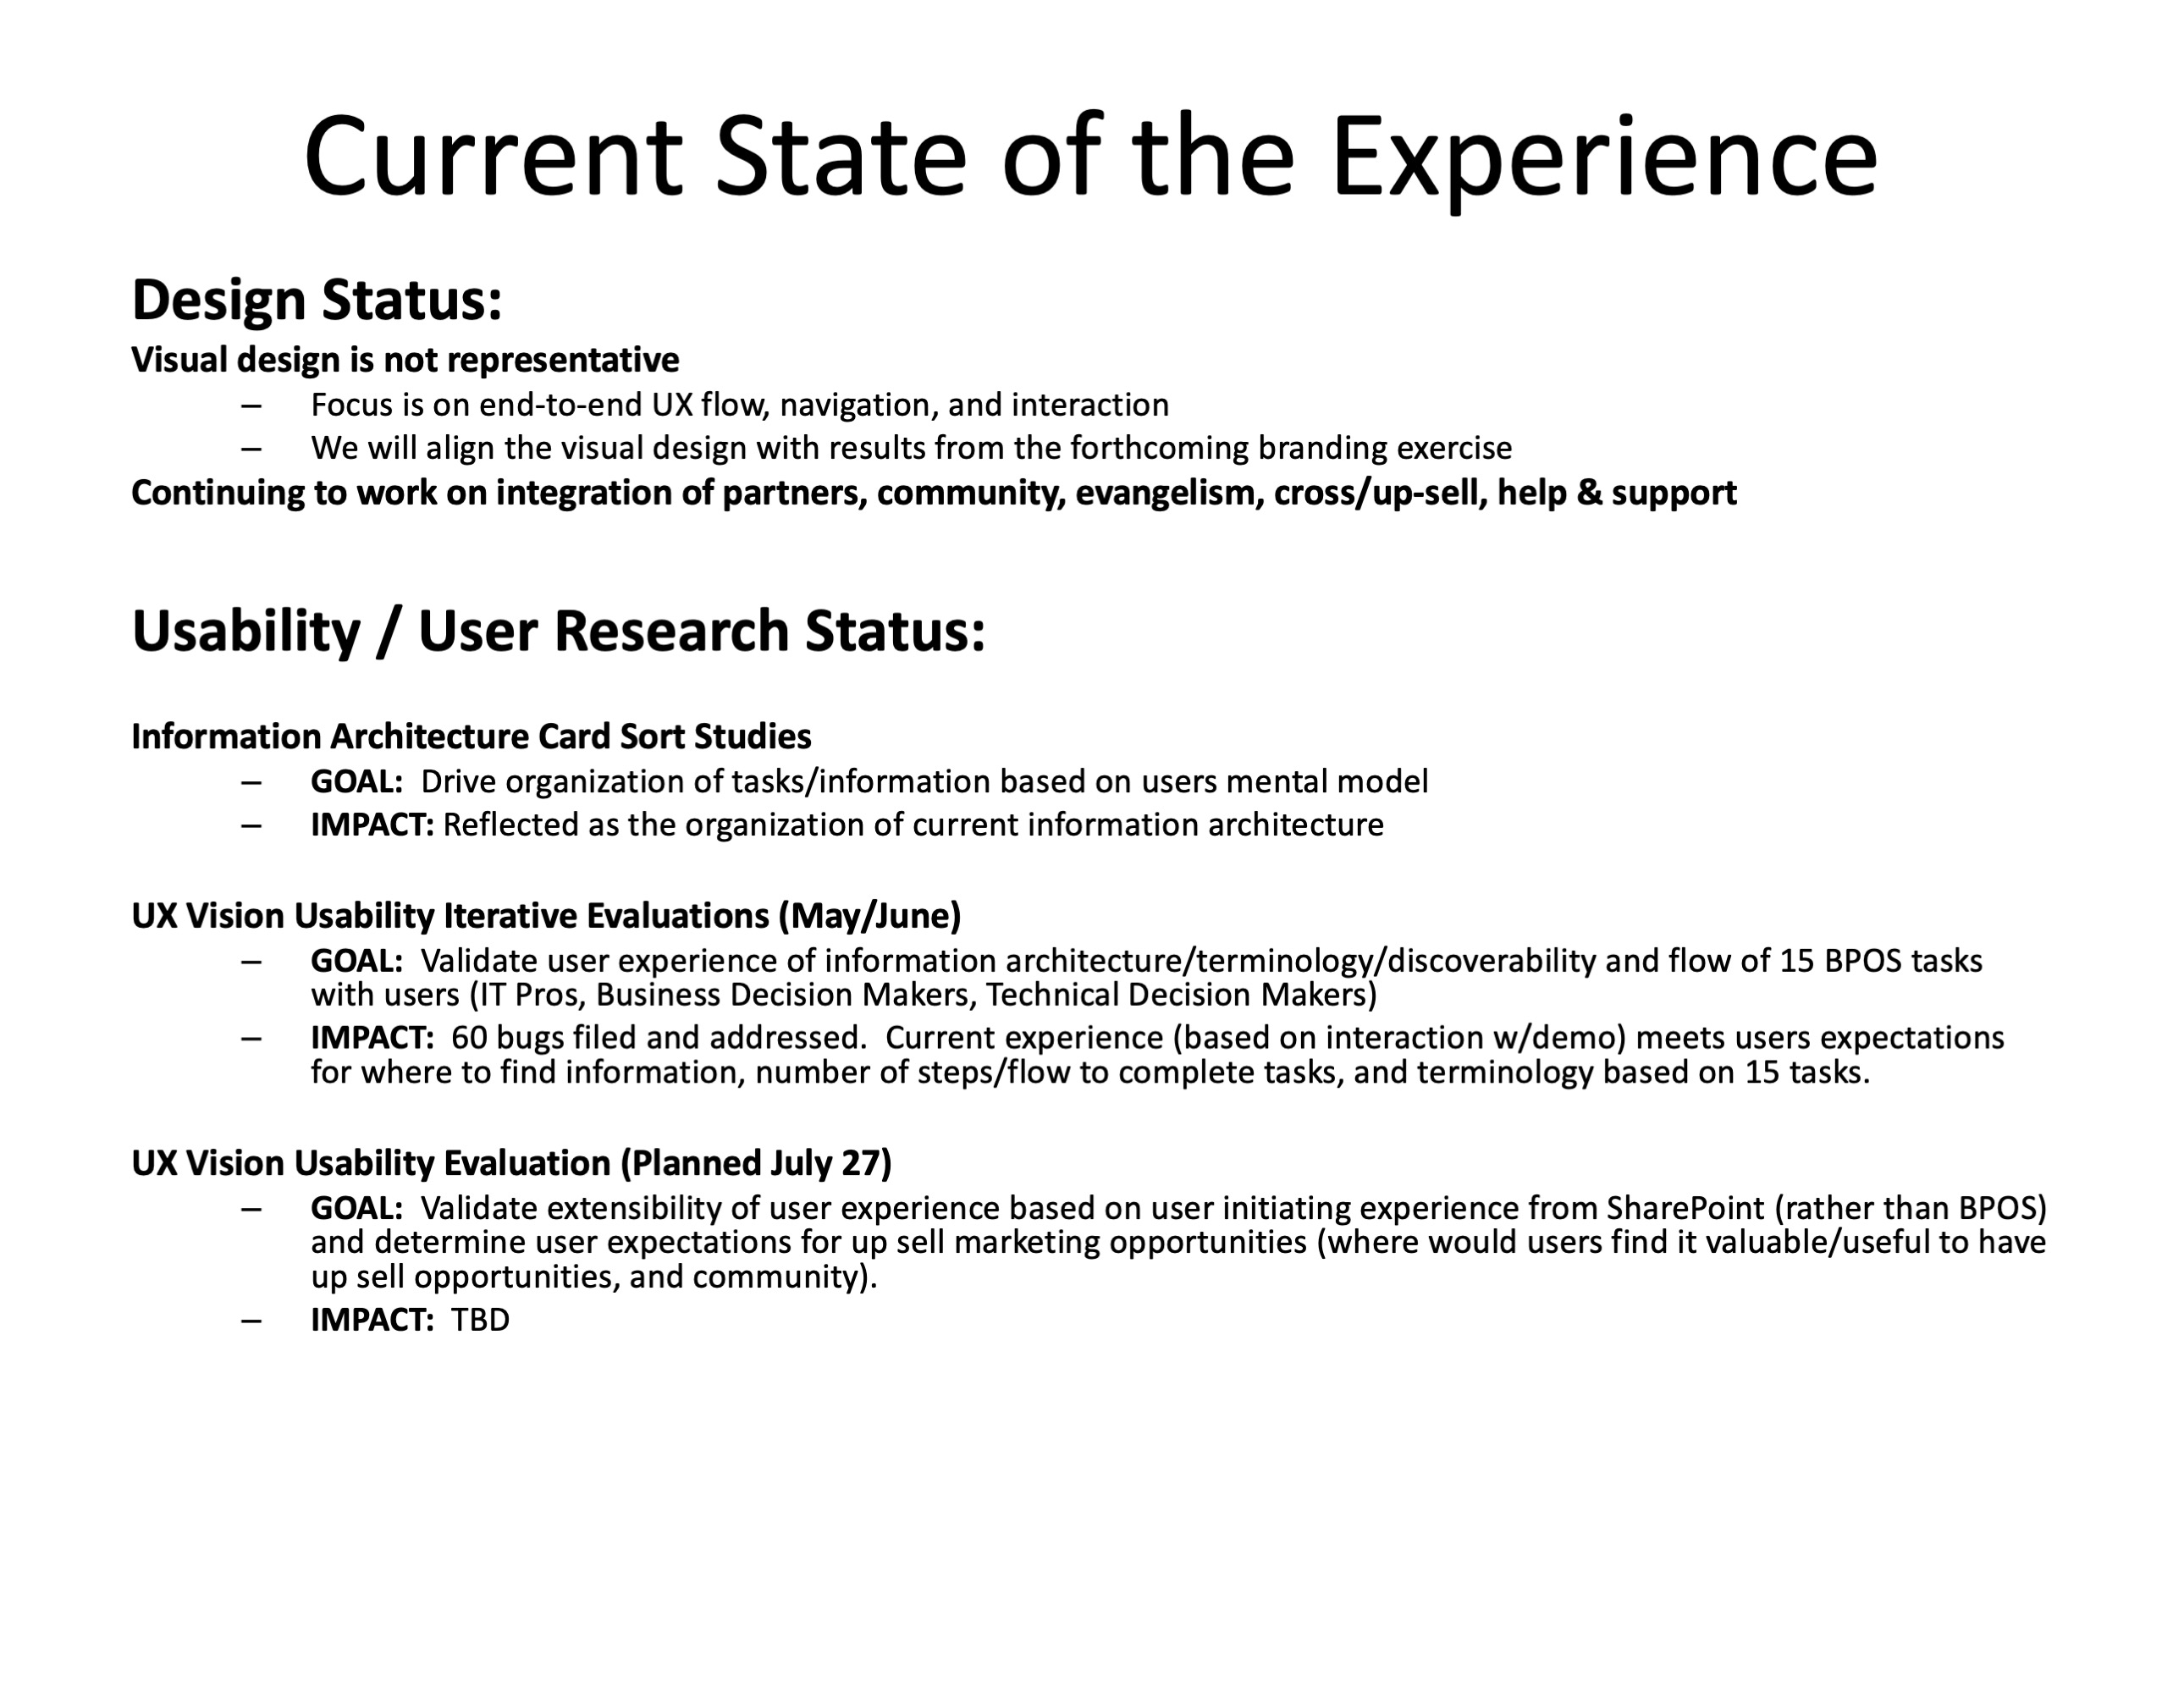 Current State of the Experience
Design Status:
Visual design is not representative
– Focus is on end-to-end UX flow, navigation, and interaction
– We will align the visual design with results from the forthcoming branding exercise
Continuing to work on integration of partners, community, evangelism, cross/up-sell, help & support
Usability / User Research Status:
Information Architecture Card Sort Studies
– GOAL: Drive organization of tasks/information based on users mental model
– IMPACT: Reflected as the organization of current information architecture
UX Vision Usability Iterative Evaluations (May/June)
– GOAL: Validate user experience of information architecture/terminology/discoverability and flow of 15 BPOS tasks
with users (IT Pros, Business Decision Makers, Technical Decision Makers)
– IMPACT: 60 bugs filed and addressed. Current experience (based on interaction w/demo) meets users expectations
for where to find information, number of steps/flow to complete tasks, and terminology based on 15 tasks.
UX Vision Usability Evaluation (Planned July 27)
– GOAL: Validate extensibility of user experience based on user initiating experience from SharePoint (rather than BPOS)
and determine user expectations for up sell marketing opportunities (where would users find it valuable/useful to have
up sell opportunities, and community).
– IMPACT: TBD